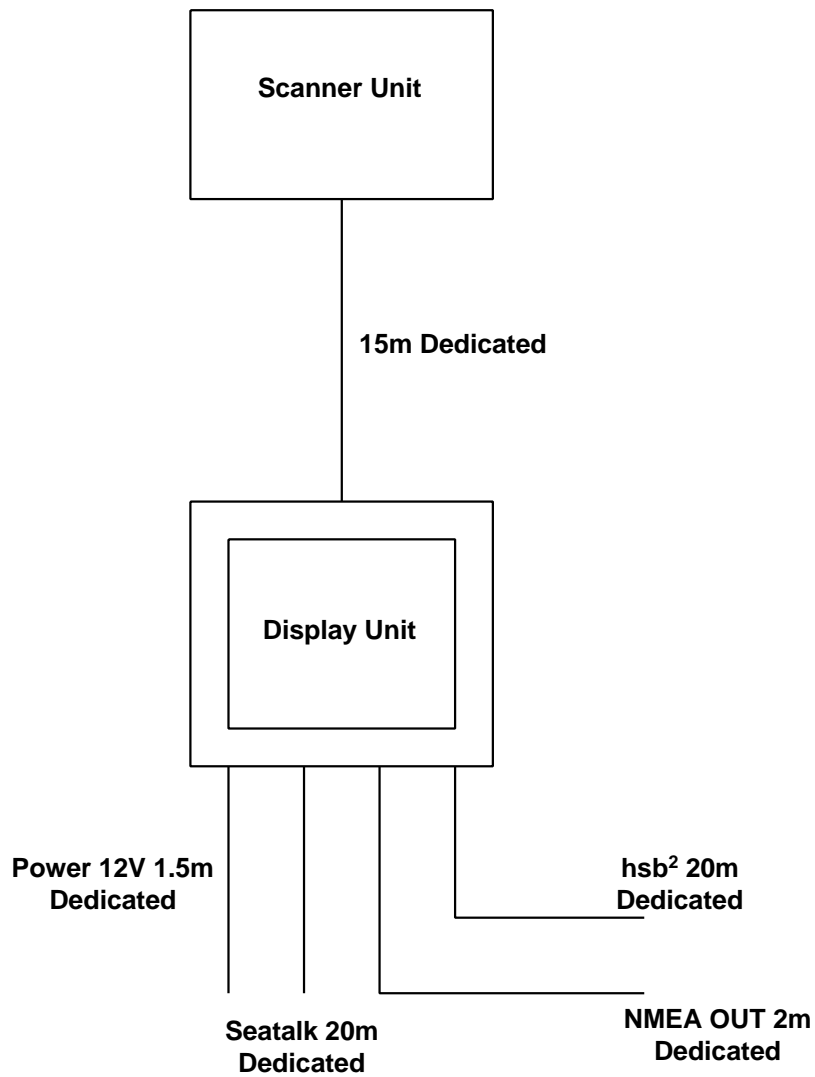 Scanner Unit
15m Dedicated
Display Unit
Power 12V 1.5m
Dedicated
hsb² 20m
Dedicated
Seatalk 20m
Dedicated
NMEA OUT 2m
Dedicated